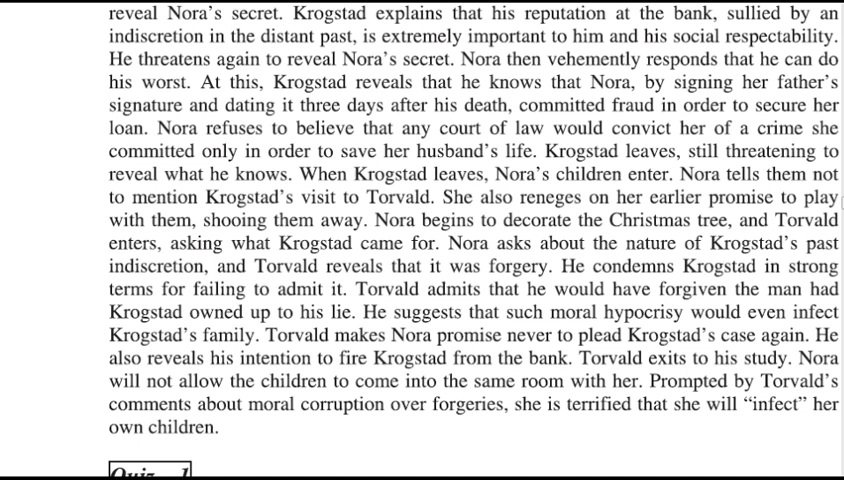 reveal Nora's secret. Krogstad explains that his reputation at the bank, sullied by an
indiscretion in the distant past, is extremely important to him and his social respectability.
He threatens again to reveal Nora's secret. Nora then vehemently responds that he can do
his worst. At this, Krogstad reveals that he knows that Nora, by signing her father's
signature and dating it three days after his death, committed fraud in order to secure her
loan. Nora refuses to believe that any court of law would convict her of a crime she
committed only in order to save her husband's life. Krogstad leaves, still threatening to
reveal what he knows. When Krogstad leaves, Nora's children enter. Nora tells them not
to mention Krogstad's visit to Torvald. She also reneges on her earlier promise to play
with them, shooing them away. Nora begins to decorate the Christmas tree, and Torvald
enters, asking what Krogstad came for. Nora asks about the nature of Krogstad's past
indiscretion, and Torvald reveals that it was forgery. He condemns Krogstad in strong
terms for failing to admit it. Torvald admits that he would have forgiven the man had
Krogstad owned up to his lie. He suggests that such moral hypocrisy would even infect
Krogstad's family. Torvald makes Nora promise never to plead Krogstad's case again. He
also reveals his intention to fire Krogstad from the bank. Torvald exits to his study. Nora
will not allow the children to come into the same room with her. Prompted by Torvald's
comments about moral corruption over forgeries, she is terrified that she will “infect” her
own children.
Quiz 1